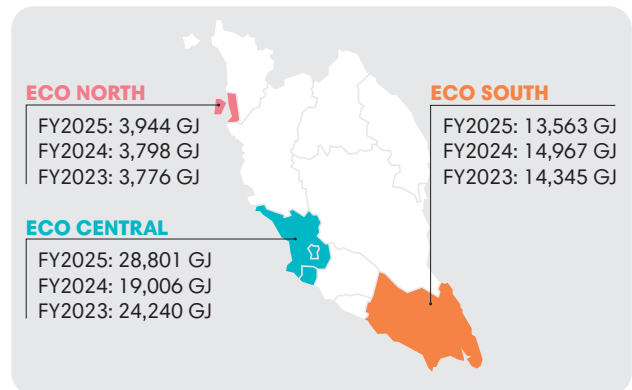 ECO NORTH
FY2025: 3,944 GJ
FY2024: 3,798 GJ
FY2023: 3,776 GJ
ECO CENTRAL
FY2025: 28,801 GJ
FY2024: 19,006 GJ
FY2023: 24,240 GJ
ECO SOUTH
FY2025: 13,563 GJ
FY2024: 14,967 GJ
FY2023: 14,345 GJ